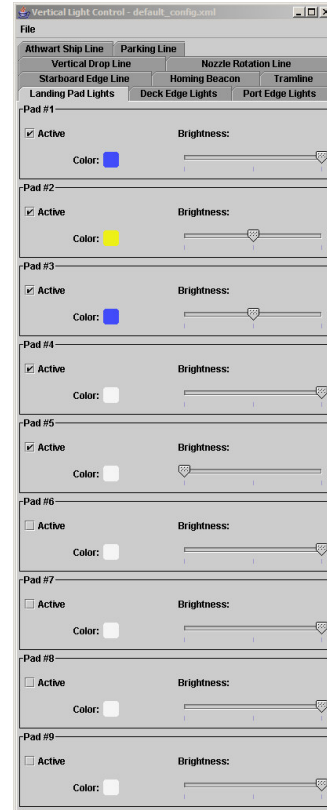 Vertical Light Control - default_config.xml
File
Athwart Ship Line Parking Line
Vertical Drop Line Nozzle Rotation Line
Starboard Edge Line Homing Beacon Tramline
Landing Pad Lights Deck Edge Lights Port Edge Lights
Pad #1
Active Brightness:
Color:
Pad #2
Active Brightness:
Color:
Pad #3
Active Brightness:
Color:
Pad #4
Active Brightness:
Color:
Pad #5
Active Brightness:
Color:
Pad #6
Active Brightness:
Color:
Pad #7
Active Brightness:
Color:
Pad #8
Active Brightness:
Color:
Pad #9
Active Brightness:
Color: